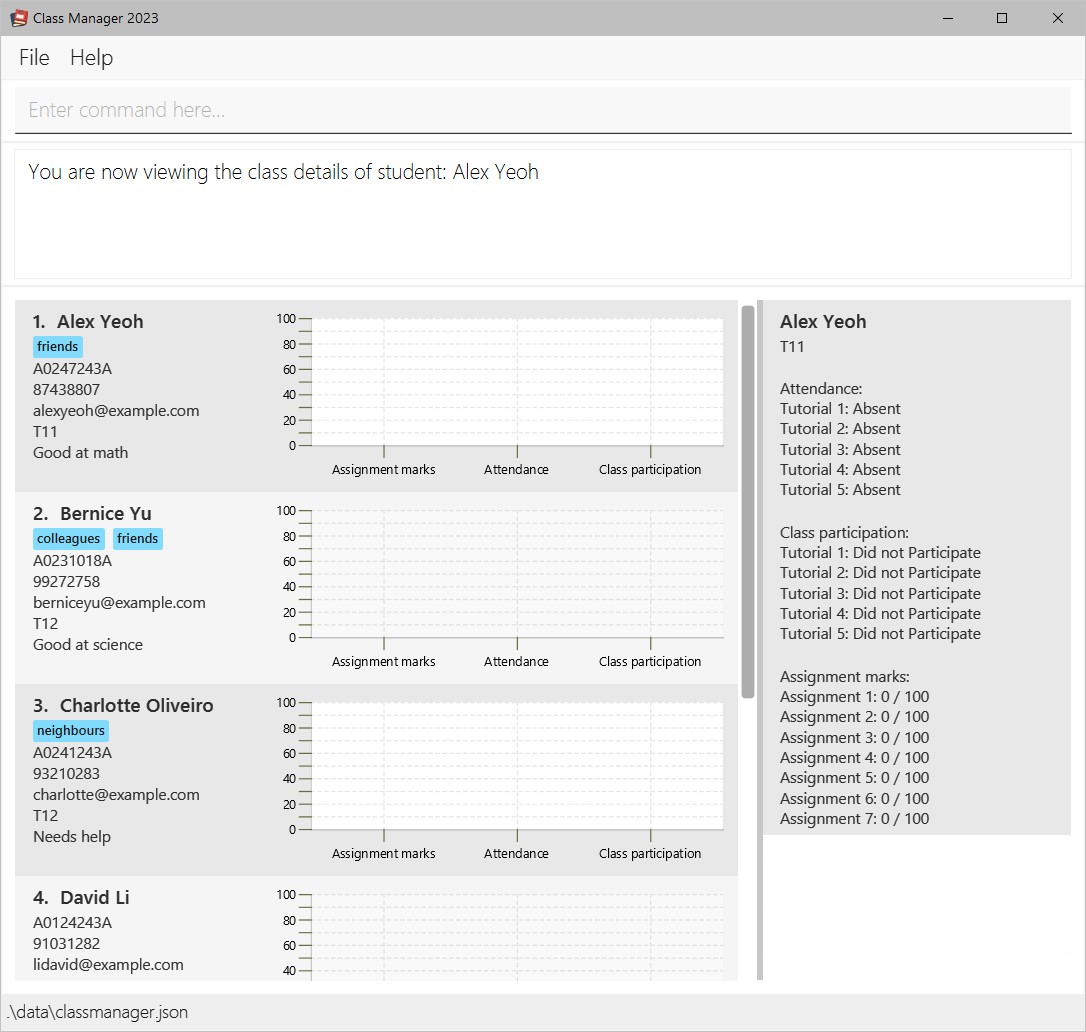 Class Manager 2023
File Help
Enter command here...
You are now viewing the class details of student: Alex Yeoh
1. Alex Yeoh
friends
A0247243A
87438807
alexyeoh@example.com
T11
Good at math
100
80
60
40
20
0
Assignment marks Attendance Class participation
2. Bernice Yu
colleagues friends
A0231018A
99272758
berniceyu@example.com
T12
Good at science
100
80
60
40
20
0
Assignment marks Attendance Class participation
3. Charlotte Oliveiro
neighbours
A0241243A
93210283
charlotte@example.com
T12
Needs help
100
80
60
40
20
0
Assignment marks Attendance Class participation
4. David Li
A0124243A
91031282
lidavid@example.com
100
80
60
40
Alex Yeoh
T11
Attendance:
Tutorial 1: Absent
Tutorial 2: Absent
Tutorial 3: Absent
Tutorial 4: Absent
Tutorial 5: Absent
Class participation:
Tutorial 1: Did not Participate
Tutorial 2: Did not Participate
Tutorial 3: Did not Participate
Tutorial 4: Did not Participate
Tutorial 5: Did not Participate
Assignment marks:
Assignment 1: 0 / 100
Assignment 2: 0 / 100
Assignment 3: 0 / 100
Assignment 4: 0 / 100
Assignment 5: 0 / 100
Assignment 6: 0 / 100
Assignment 7: 0 / 100
.\data\classmanager.json